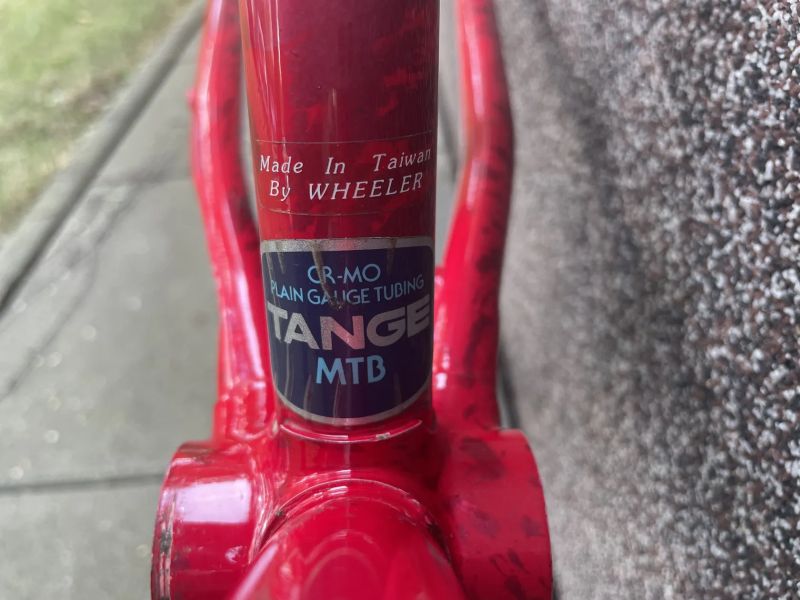 Made In Taiwan
By WHEELER
CR-MO
PLAIN GAUGE TUBING
TANGE
MTB